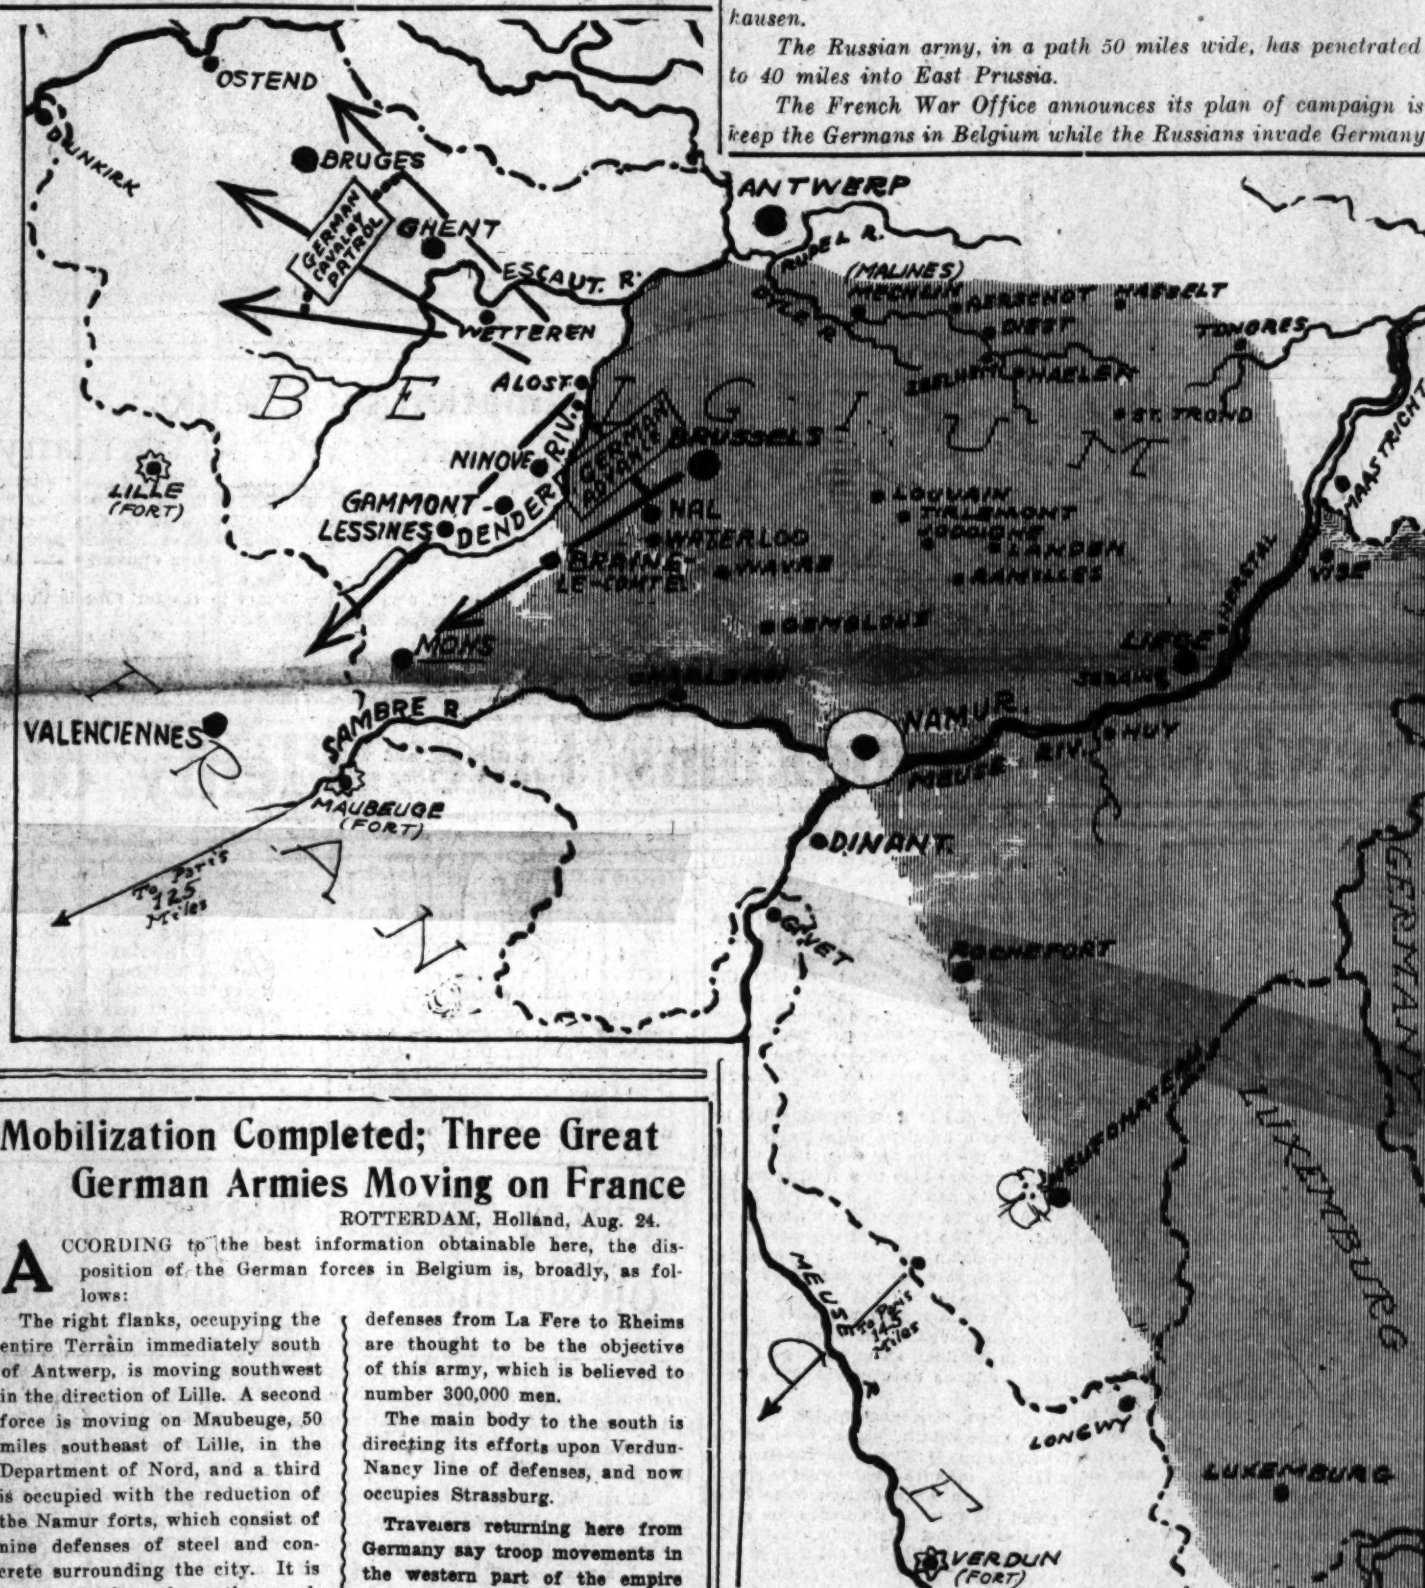 kausen.
The Russian army, in a path 50 miles wide, has penetrated
to 40 miles into East Prussia.
The French War Office announces its plan of campaign is
keep the Germans in Belgium while the Russians invade Germany
OSTEND
DUNKIRK
BRUGES
GERMAN
CAVALRY
PATROL
GHENT
ESCAUT. R.
ANTWERP
RUPEL R.
(MALINES)
MECHLIN
AERSCHOT
HASSELT
DYLE R
DIEST
TONGRES
WETTEREN
HAELEN
ALOST
ST. TROND
BELGIUM
GERMAN
ADVANCE
BRUSSELS
NINOVE
DENDER RIV.
LILLE
(FORT)
GAMMONT
LESSINES
HAL
WATERLOO
LOUVAIN
TIRLEMONT
LANDEN
MAASTRICHT
BRAINE-
LE-COMTE
WAVRE
RAMILLES
VISE
GEMBLOUX
LIEGE
MONS
VALENCIENNES
SAMBRE R.
NAMUR.
MEUSE RIV.
HUY
MAUBEUGE
(FORT)
To Paris
125
Miles
DINANT.
GIVET
ROCHEFORT
GERMANY
LUXEMBURG
MEUSE R
To Paris
145
Miles
LONGWY
LUXEMBURG
VERDUN
(FORT)
Mobilization Completed; Three Great
German Armies Moving on France
ROTTERDAM, Holland, Aug. 24.
ACCORDING to the best information obtainable here, the dis-
position of the German forces in Belgium is, broadly, as fol-
lows:
The right flanks, occupying the
entire Terrain immediately south
of Antwerp, is moving southwest
in the direction of Lille. A second
force is moving on Maubeuge, 50
miles southeast of Lille, in the
Department of Nord, and a third
is occupied with the reduction of
the Namur forts, which consist of
nine defenses of steel and con-
crete surrounding the city. It is
defenses from La Fere to Rheims
are thought to be the objective
of this army, which is believed to
number 300,000 men.
The main body to the south is
directing its efforts upon Verdun-
Nancy line of defenses, and now
occupies Strassburg.
Travelers returning here from
Germany say troop movements in
the western part of the empire